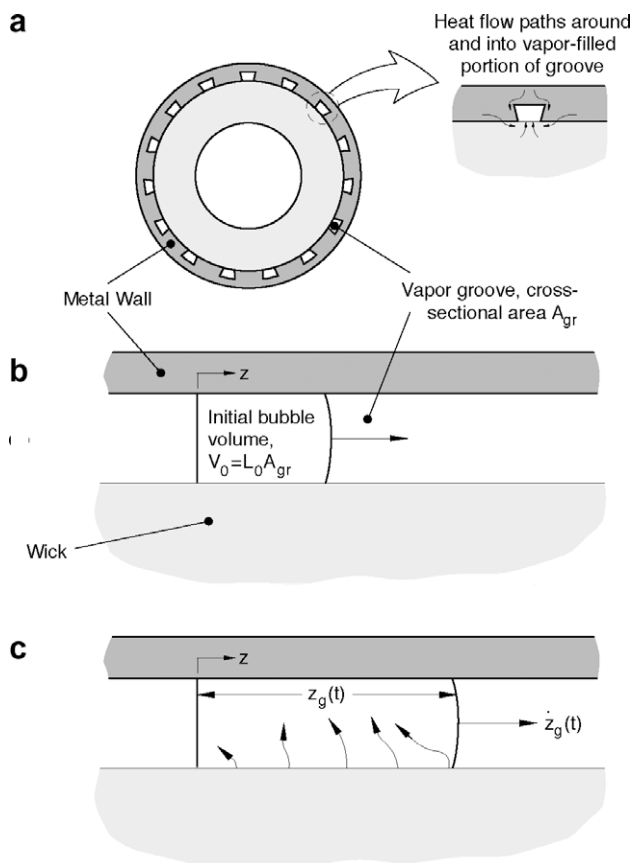 a
Heat flow paths around
and into vapor-filled
portion of groove
Metal Wall
Vapor groove, cross-
sectional area A_gr
b
z
Initial bubble
volume,
V_0=L_0A_gr
Wick
c
z
z_g(t)
ż_g(t)